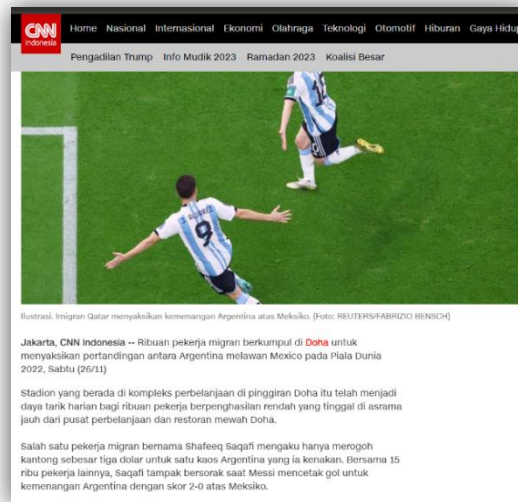 CNN
Indonesia
Home Nasional Internasional Ekonomi Olahraga Teknologi Otomotif Hiburan Gaya Hidup
Pengadilan Trump Info Mudik 2023 Ramadan 2023 Koalisi Besar
9
Ilustrasi. Imigran Qatar menyaksikan kemenangan Argentina atas Meksiko. (Foto: REUTERS/FABRIZIO BENSCH)
Jakarta, CNN Indonesia -- Ribuan pekerja migran berkumpul di Doha untuk
menyaksikan pertandingan antara Argentina melawan Mexico pada Piala Dunia
2022, Sabtu (26/11)
Stadion yang berada di kompleks perbelanjaan di pinggiran Doha itu telah menjadi
daya tarik harian bagi ribuan pekerja berpenghasilan rendah yang tinggal di asrama
jauh dari pusat perbelanjaan dan restoran mewah Doha.
Salah satu pekerja migran bernama Shafeeq Saqafi mengaku hanya merogoh
kantong sebesar tiga dolar untuk satu kaos Argentina yang ia kenakan. Bersama 15
ribu pekerja lainnya, Saqafi tampak bersorak saat Messi mencetak gol untuk
kemenangan Argentina dengan skor 2-0 atas Meksiko.